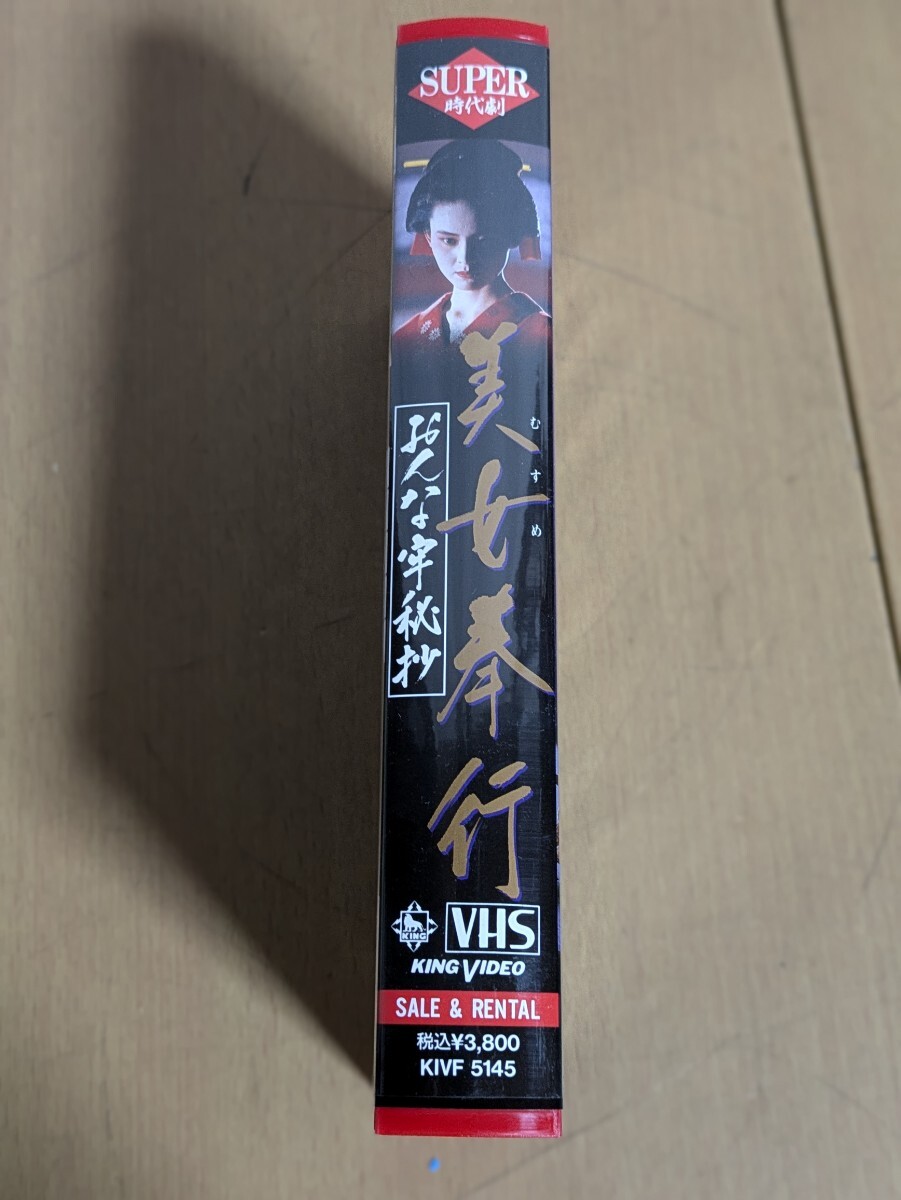 SUPER
時代劇
美女奉行
むすめ
おんな牢秘抄
KING
VHS
KING VIDEO
SALE & RENTAL
税込¥3,800
KIVF 5145